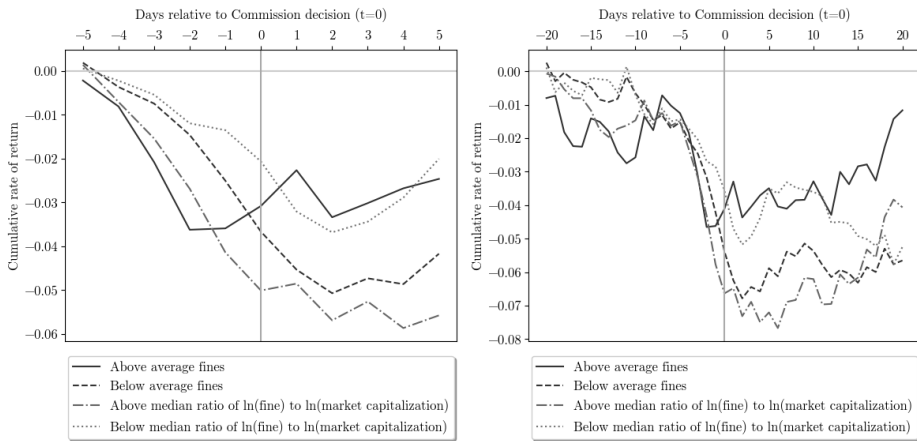 Days relative to Commission decision (t=0)
−5 −4 −3 −2 −1 0 1 2 3 4 5
0.00
−0.01
−0.02
−0.03
−0.04
−0.05
−0.06
Cumulative rate of return
Above average fines
Below average fines
Above median ratio of ln(fine) to ln(market capitalization)
Below median ratio of ln(fine) to ln(market capitalization)
Days relative to Commission decision (t=0)
−20 −15 −10 −5 0 5 10 15 20
0.00
−0.01
−0.02
−0.03
−0.04
−0.05
−0.06
−0.07
−0.08
Cumulative rate of return
Above average fines
Below average fines
Above median ratio of ln(fine) to ln(market capitalization)
Below median ratio of ln(fine) to ln(market capitalization)